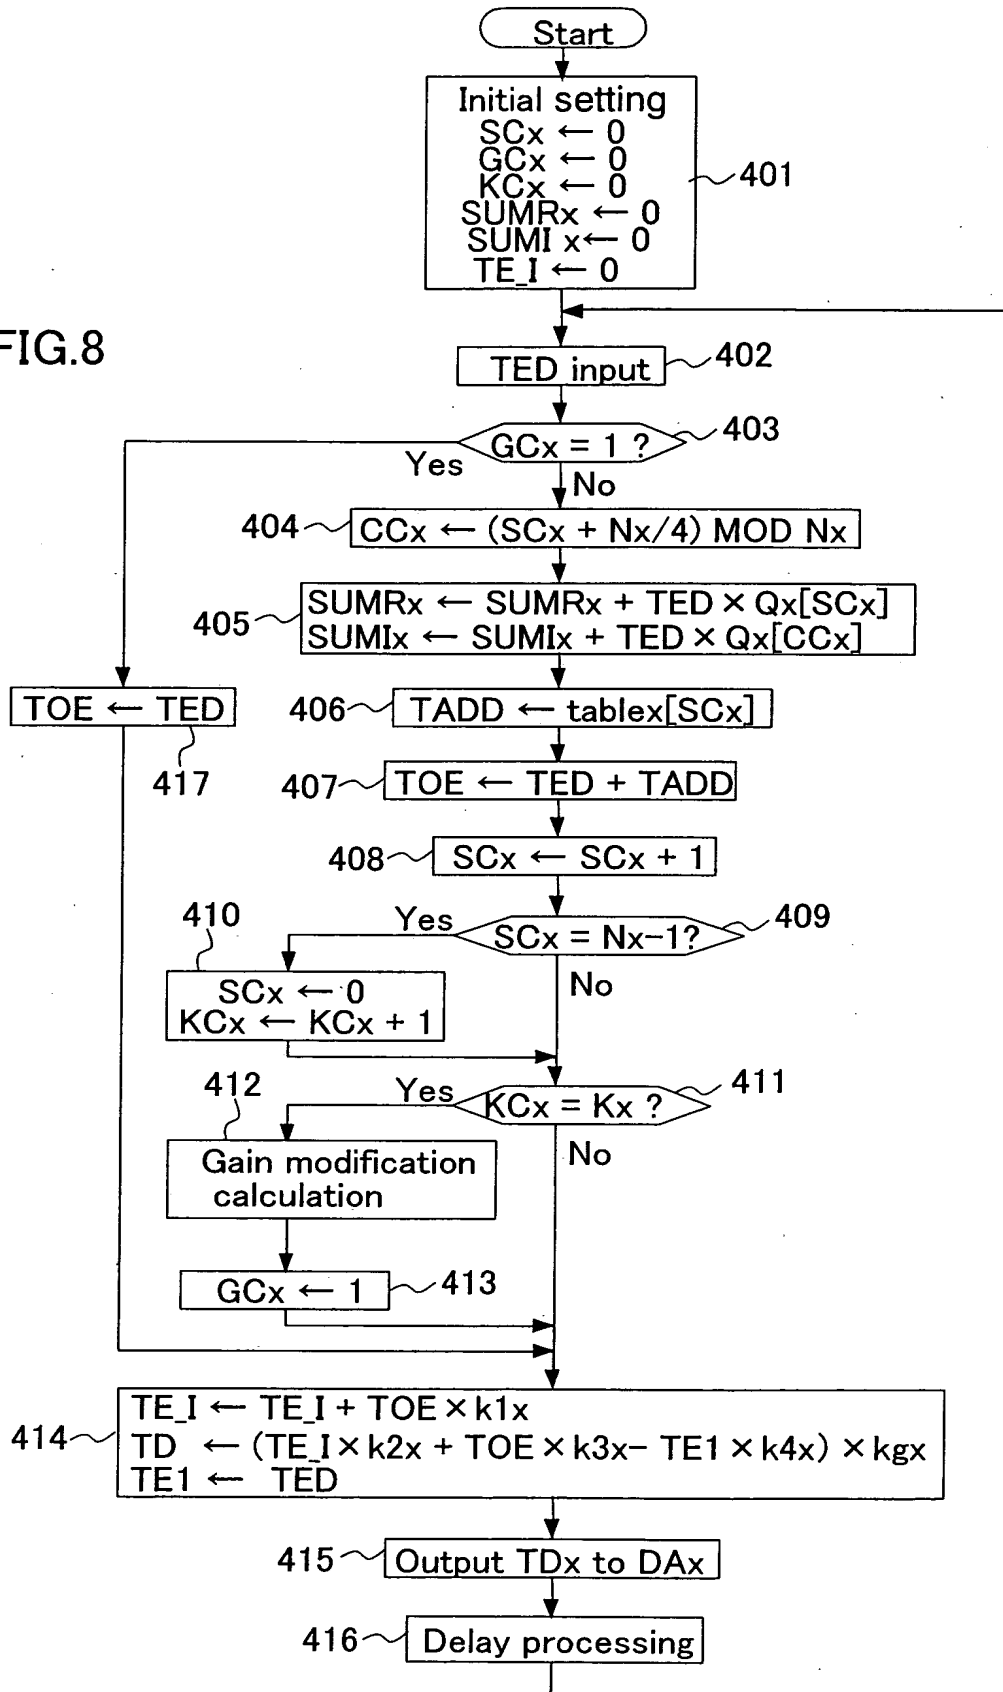 Start
Initial setting
SCx ← 0
GCx ← 0
KCx ← 0
SUMRx ← 0
SUMI x← 0
TE_I ← 0
401
FIG.8
TED input
402
GCx = 1 ?
403
Yes
No
404
CCx ← (SCx + Nx/4) MOD Nx
405
SUMRx ← SUMRx + TED × Qx[SCx]
SUMIx ← SUMIx + TED × Qx[CCx]
TOE ← TED
417
406
TADD ← tablex[SCx]
407
TOE ← TED + TADD
408
SCx ← SCx + 1
410
Yes
SCx = Nx-1?
409
SCx ← 0
KCx ← KCx + 1
No
412
Yes
KCx = Kx ?
411
Gain modification
calculation
No
GCx ← 1
413
414
TE_I ← TE_I + TOE × k1x
TD ← (TE_I × k2x + TOE × k3x- TE1 × k4x) × kgx
TE1 ← TED
415
Output TDx to DAx
416
Delay processing